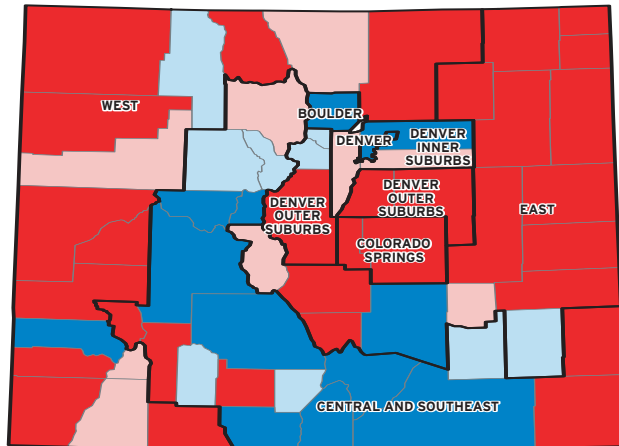 WEST
BOULDER
DENVER
DENVER
INNER
SUBURBS
DENVER
OUTER
SUBURBS
DENVER
OUTER
SUBURBS
EAST
COLORADO
SPRINGS
CENTRAL AND SOUTHEAST